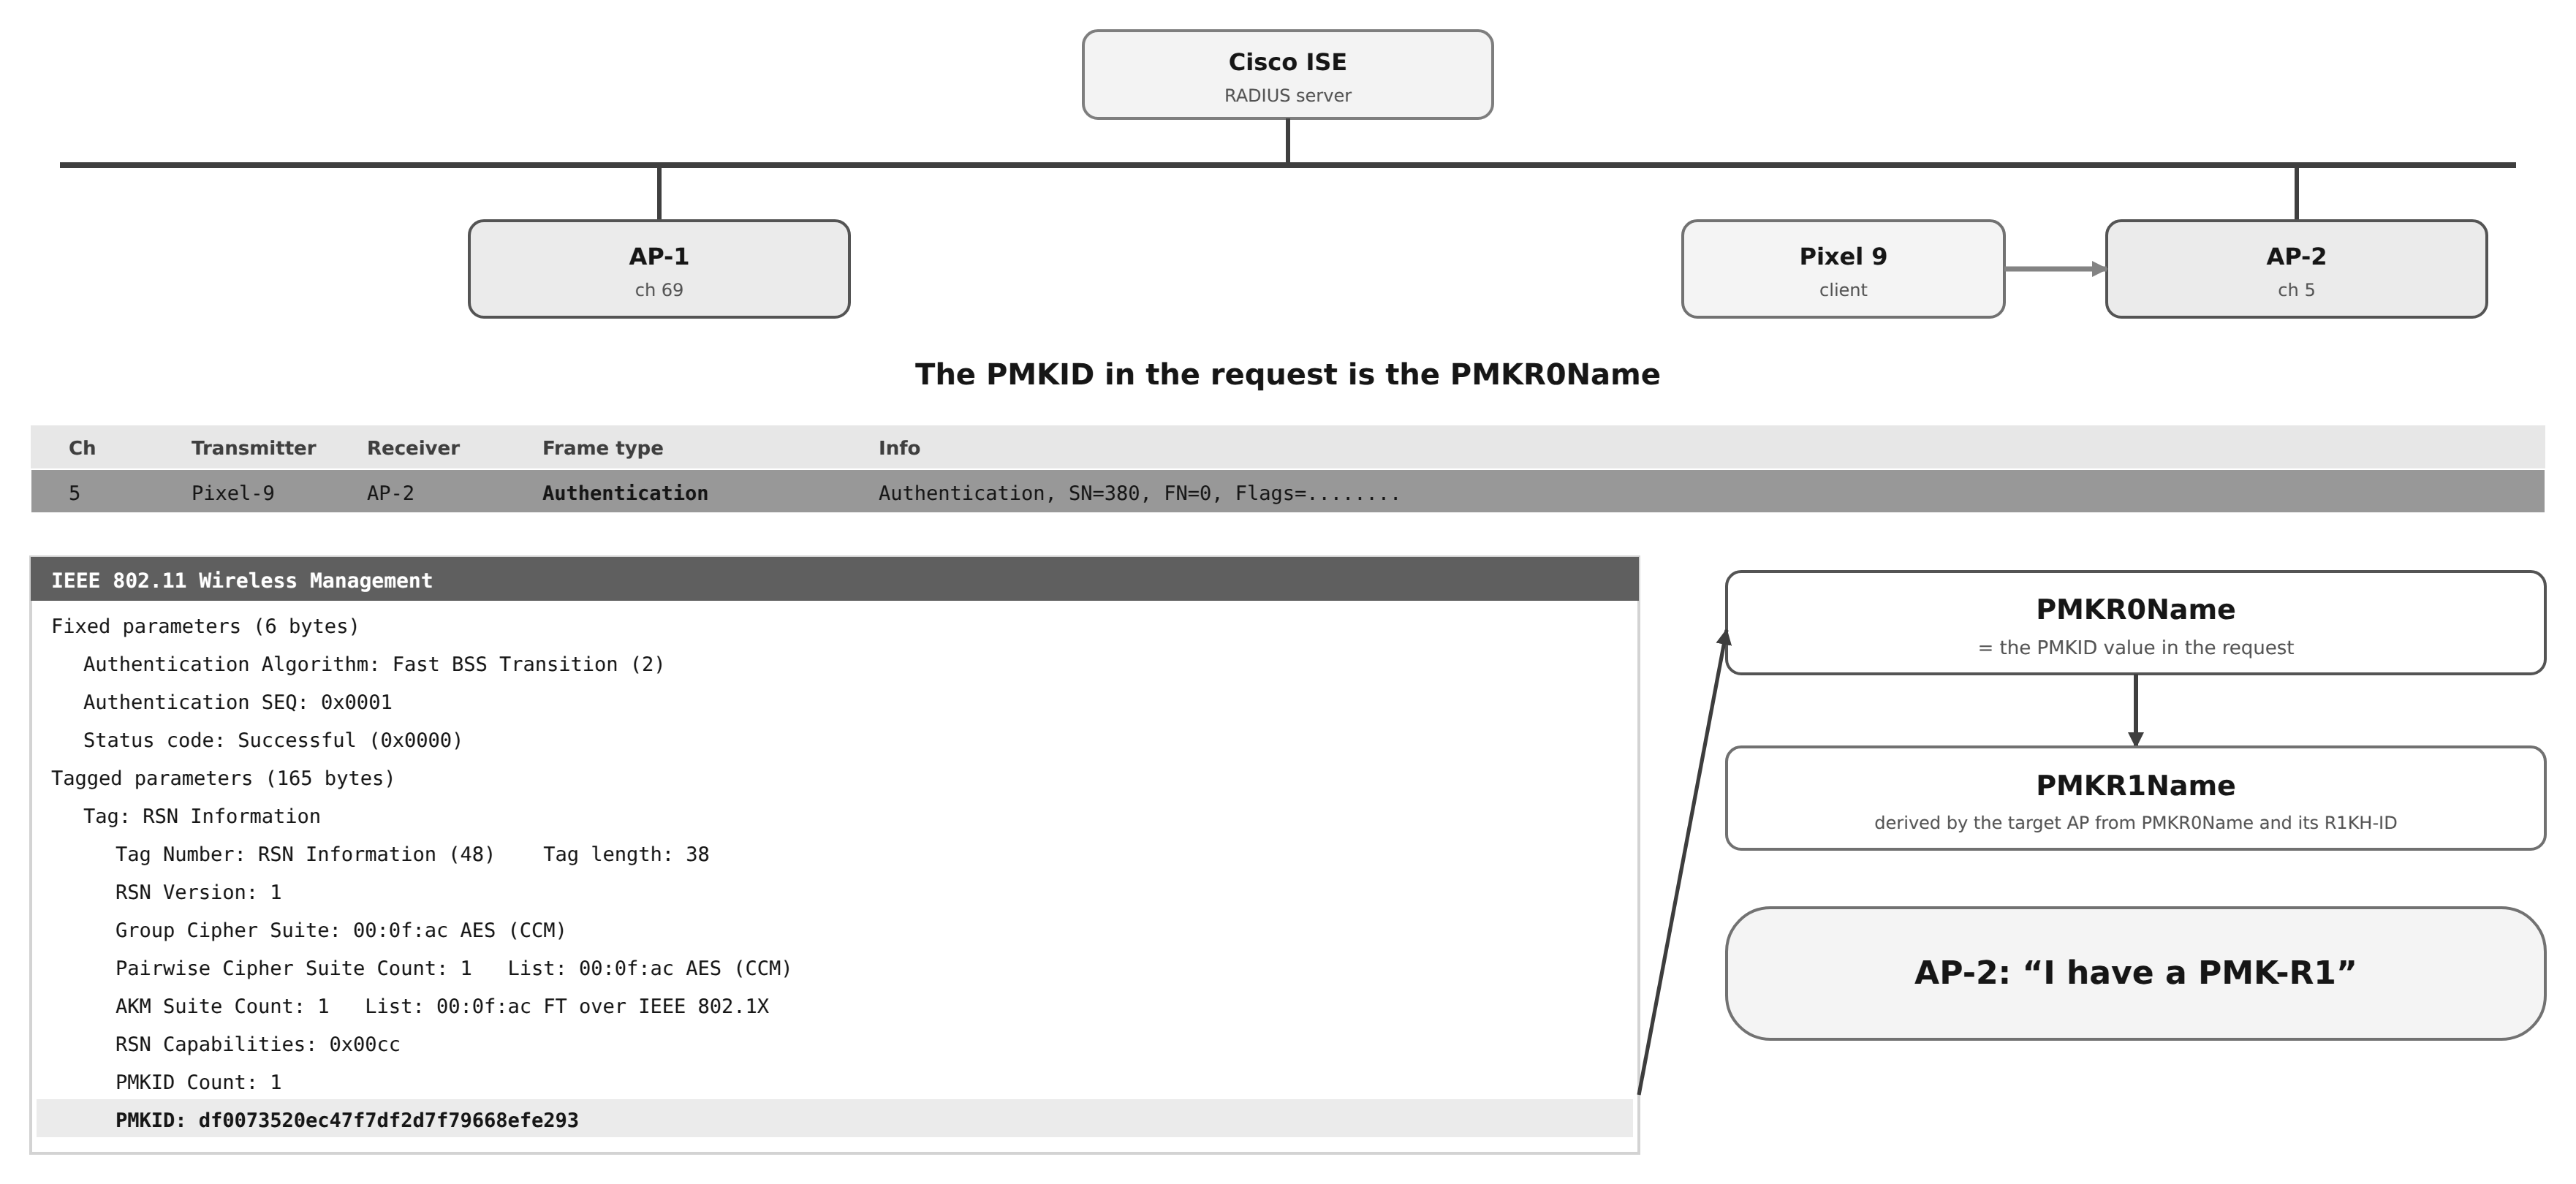 Cisco ISE
RADIUS server
AP-1
ch 69
Pixel 9
client
AP-2
ch 5
The PMKID in the request is the PMKR0Name
Ch Transmitter Receiver Frame type Info
5 Pixel-9 AP-2 Authentication Authentication, SN=380, FN=0, Flags=........
IEEE 802.11 Wireless Management
Fixed parameters (6 bytes)
Authentication Algorithm: Fast BSS Transition (2)
Authentication SEQ: 0x0001
Status code: Successful (0x0000)
Tagged parameters (165 bytes)
Tag: RSN Information
Tag Number: RSN Information (48) Tag length: 38
RSN Version: 1
Group Cipher Suite: 00:0f:ac AES (CCM)
Pairwise Cipher Suite Count: 1 List: 00:0f:ac AES (CCM)
AKM Suite Count: 1 List: 00:0f:ac FT over IEEE 802.1X
RSN Capabilities: 0x00cc
PMKID Count: 1
PMKID: df0073520ec47f7df2d7f79668efe293
PMKR0Name
= the PMKID value in the request
PMKR1Name
derived by the target AP from PMKR0Name and its R1KH-ID
AP-2: “I have a PMK-R1”